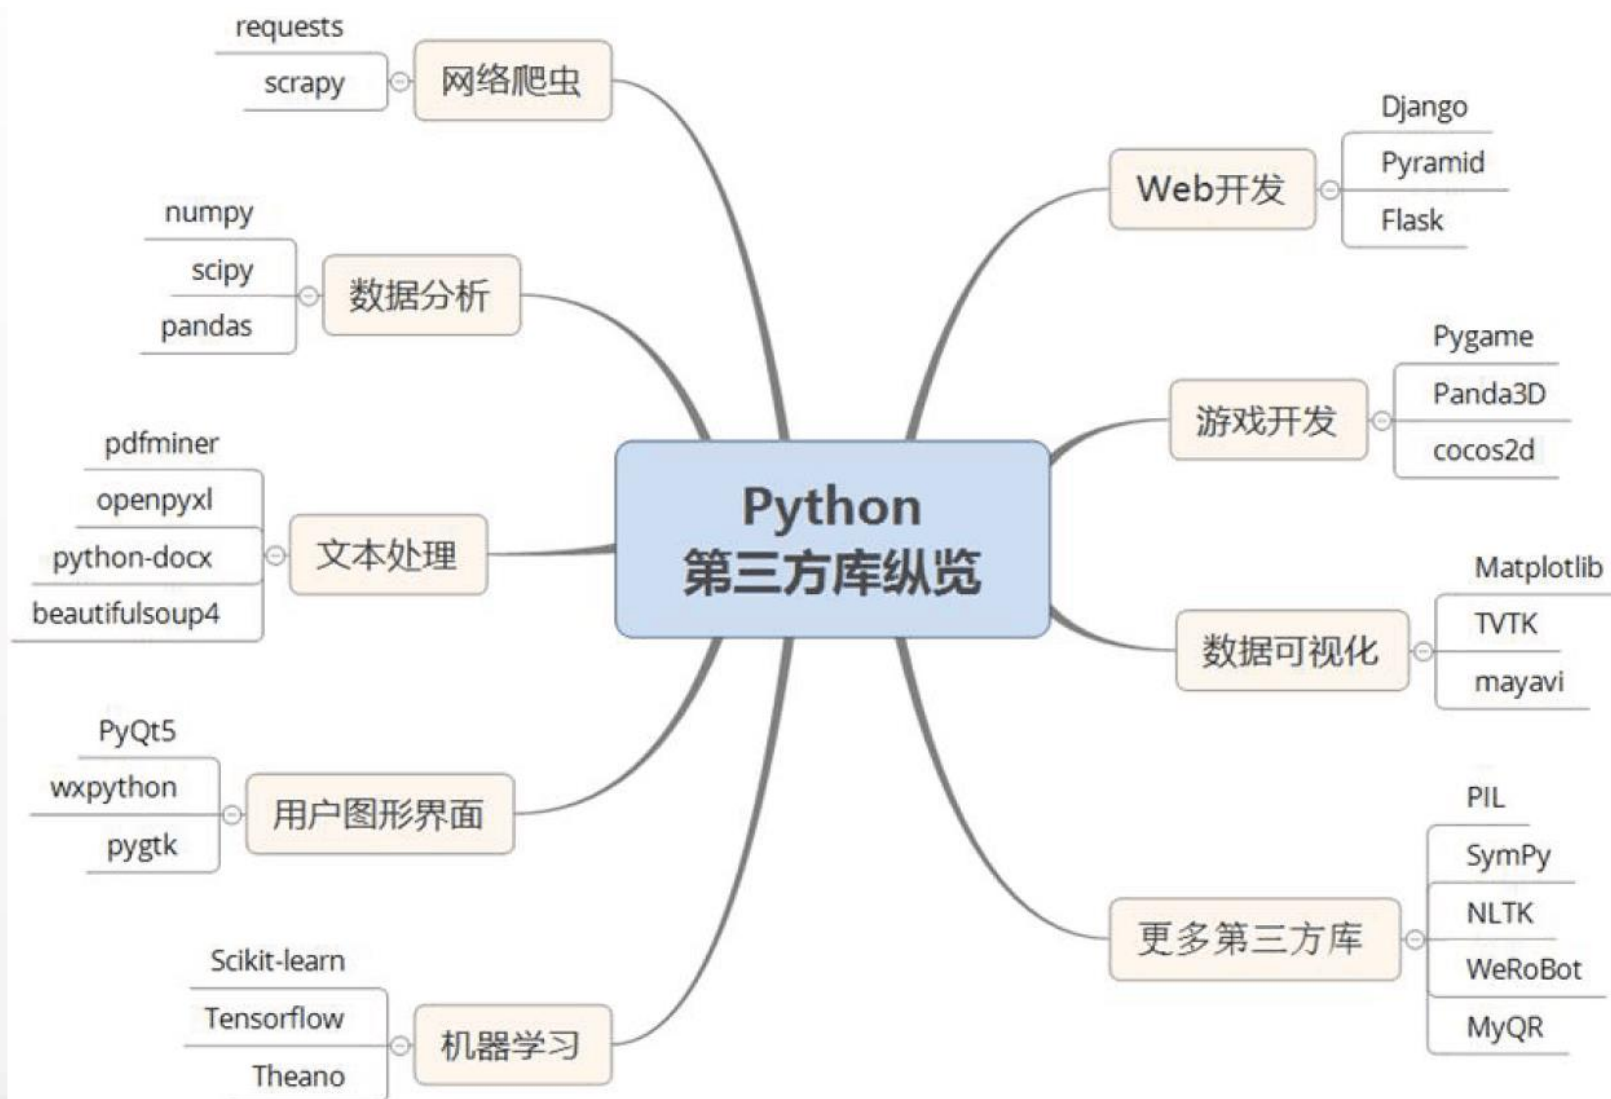 requests
scrapy
网络爬虫
numpy
scipy
pandas
数据分析
pdfminer
openpyxl
python-docx
beautifulsoup4
文本处理
PyQt5
wxpython
pygtk
用户图形界面
Scikit-learn
Tensorflow
Theano
机器学习
Python
第三方库纵览
Web开发
Django
Pyramid
Flask
游戏开发
Pygame
Panda3D
cocos2d
数据可视化
Matplotlib
TVTK
mayavi
更多第三方库
PIL
SymPy
NLTK
WeRoBot
MyQR